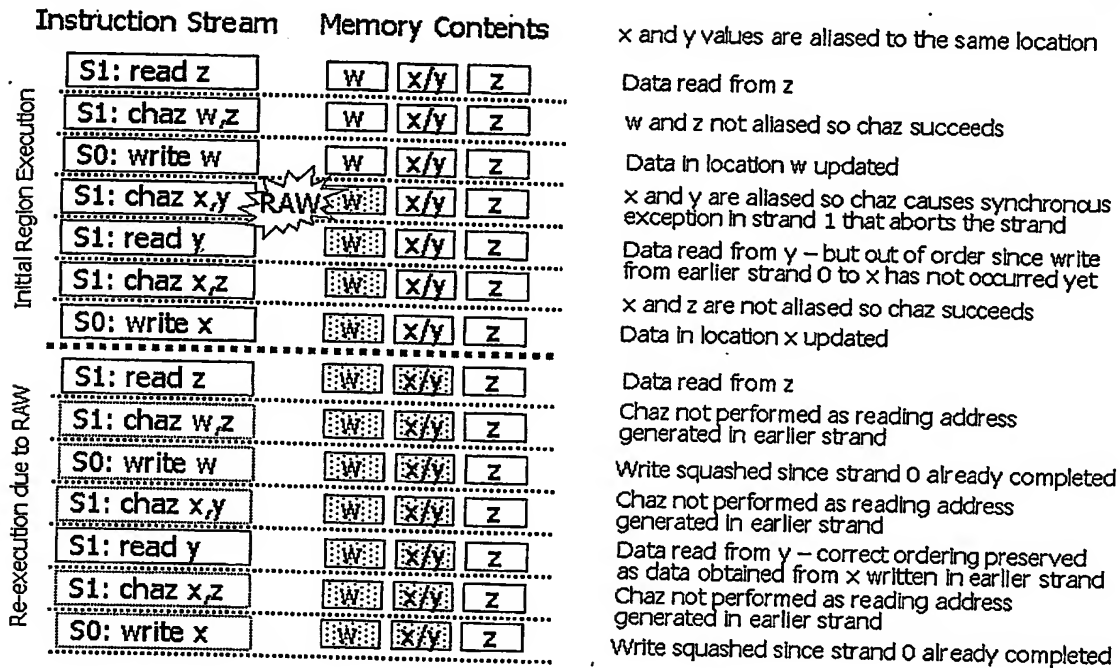 Instruction Stream Memory Contents
x and y values are aliased to the same location
Initial Region Execution
S1: read z w x/y z Data read from z
S1: chaz w,z w x/y z w and z not aliased so chaz succeeds
S0: write w w x/y z Data in location w updated
S1: chaz x,y RAW w x/y z x and y are aliased so chaz causes synchronous
exception in strand 1 that aborts the strand
S1: read y w x/y z Data read from y – but out of order since write
from earlier strand 0 to x has not occurred yet
S1: chaz x,z w x/y z x and z are not aliased so chaz succeeds
S0: write x w x/y z Data in location x updated
Re-execution due to RAW
S1: read z w x/y z Data read from z
S1: chaz w,z w x/y z Chaz not performed as reading address
generated in earlier strand
S0: write w w x/y z Write squashed since strand 0 already completed
S1: chaz x,y w x/y z Chaz not performed as reading address
generated in earlier strand
S1: read y w x/y z Data read from y – correct ordering preserved
as data obtained from x written in earlier strand
S1: chaz x,z w x/y z Chaz not performed as reading address
generated in earlier strand
S0: write x w x/y z Write squashed since strand 0 already completed